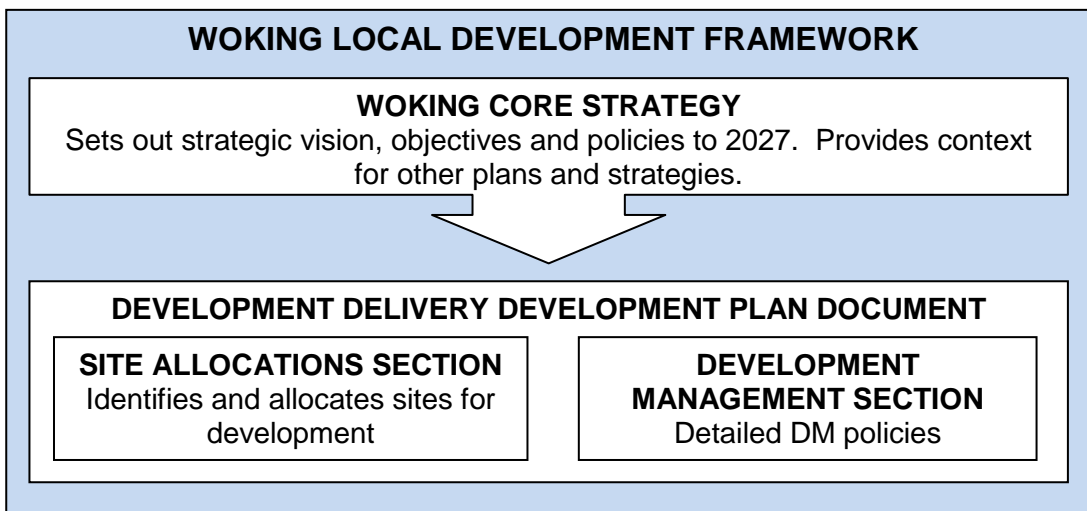 WOKING LOCAL DEVELOPMENT FRAMEWORK
WOKING CORE STRATEGY
Sets out strategic vision, objectives and policies to 2027.  Provides context
for other plans and strategies.
DEVELOPMENT DELIVERY DEVELOPMENT PLAN DOCUMENT
SITE ALLOCATIONS SECTION
Identifies and allocates sites for
development
DEVELOPMENT
MANAGEMENT SECTION
Detailed DM policies